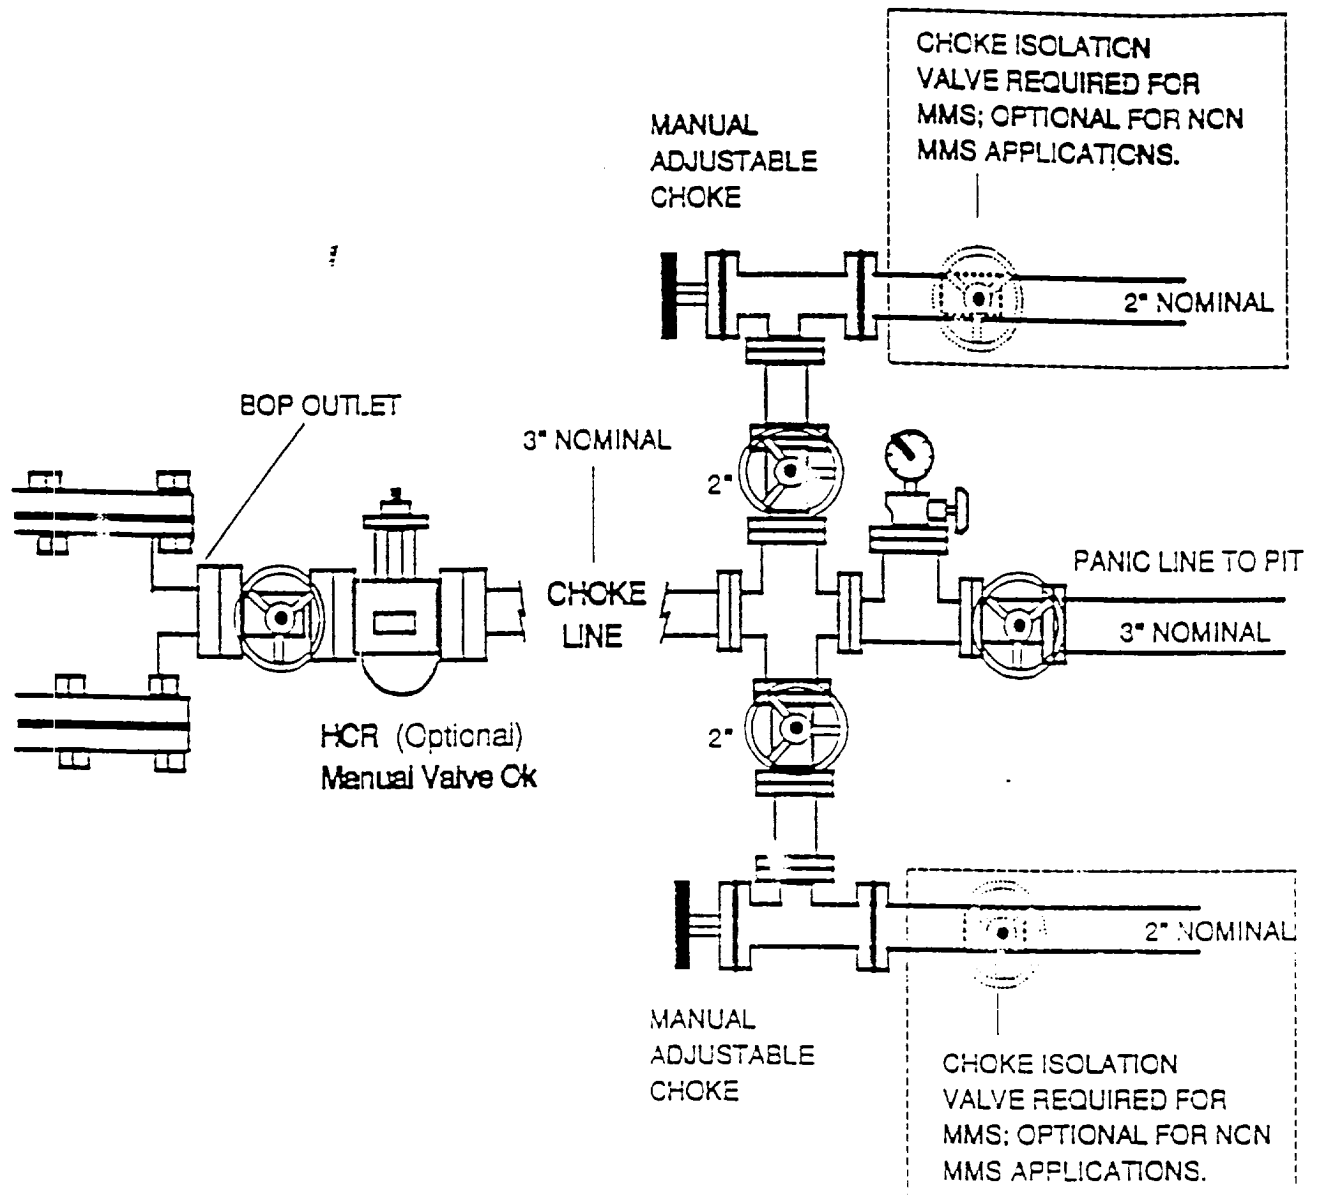 CHOKE ISOLATION
VALVE REQUIRED FOR
MMS; OPTIONAL FOR NON
MMS APPLICATIONS.
MANUAL
ADJUSTABLE
CHOKE
2" NOMINAL
BOP OUTLET
3" NOMINAL
2"
PANIC LINE TO PIT
CHOKE
LINE
3" NOMINAL
HCR (Optional)
Manual Valve Ok
2"
2" NOMINAL
MANUAL
ADJUSTABLE
CHOKE
CHOKE ISOLATION
VALVE REQUIRED FOR
MMS; OPTIONAL FOR NON
MMS APPLICATIONS.